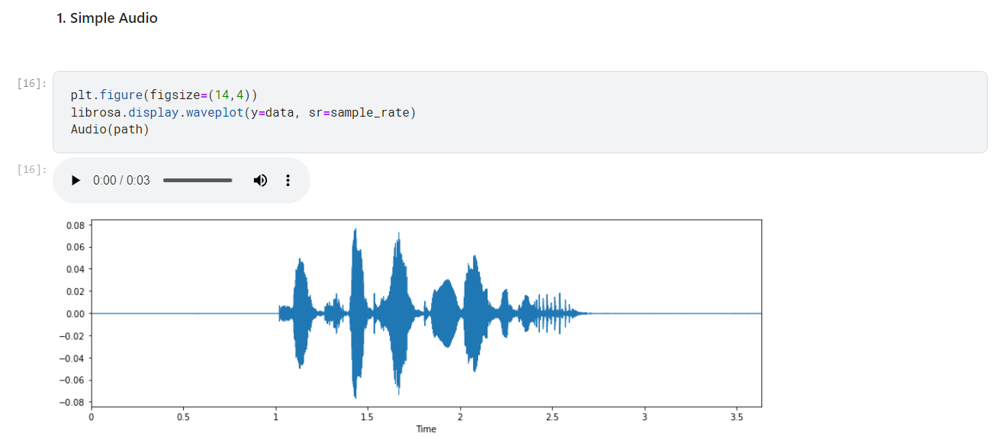 1. Simple Audio
[16]:
plt.figure(figsize=(14,4))
librosa.display.waveplot(y=data, sr=sample_rate)
Audio(path)
[16]:
0:00 / 0:03
0.08
0.06
0.04
0.02
0.00
−0.02
−0.04
−0.06
−0.08
0 0.5 1 1.5 2 2.5 3 3.5
Time